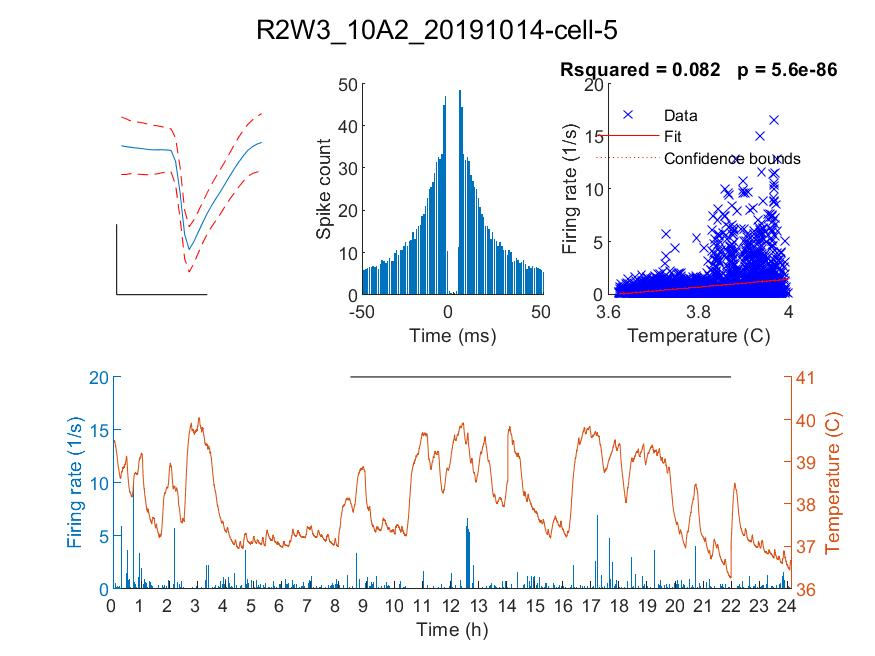 R2W3_10A2_20191014-cell-5
Rsquared = 0.082 p = 5.6e-86
50
40
30
20
10
0
Spike count
-50 0 50
Time (ms)
20
15
10
5
0
Firing rate (1/s)
Data
Fit
Confidence bounds
3.6 3.8 4
Temperature (C)
20
15
10
5
0
Firing rate (1/s)
41
40
39
38
37
36
Temperature (C)
0 1 2 3 4 5 6 7 8 9 10 11 12 13 14 15 16 17 18 19 20 21 22 23 24
Time (h)